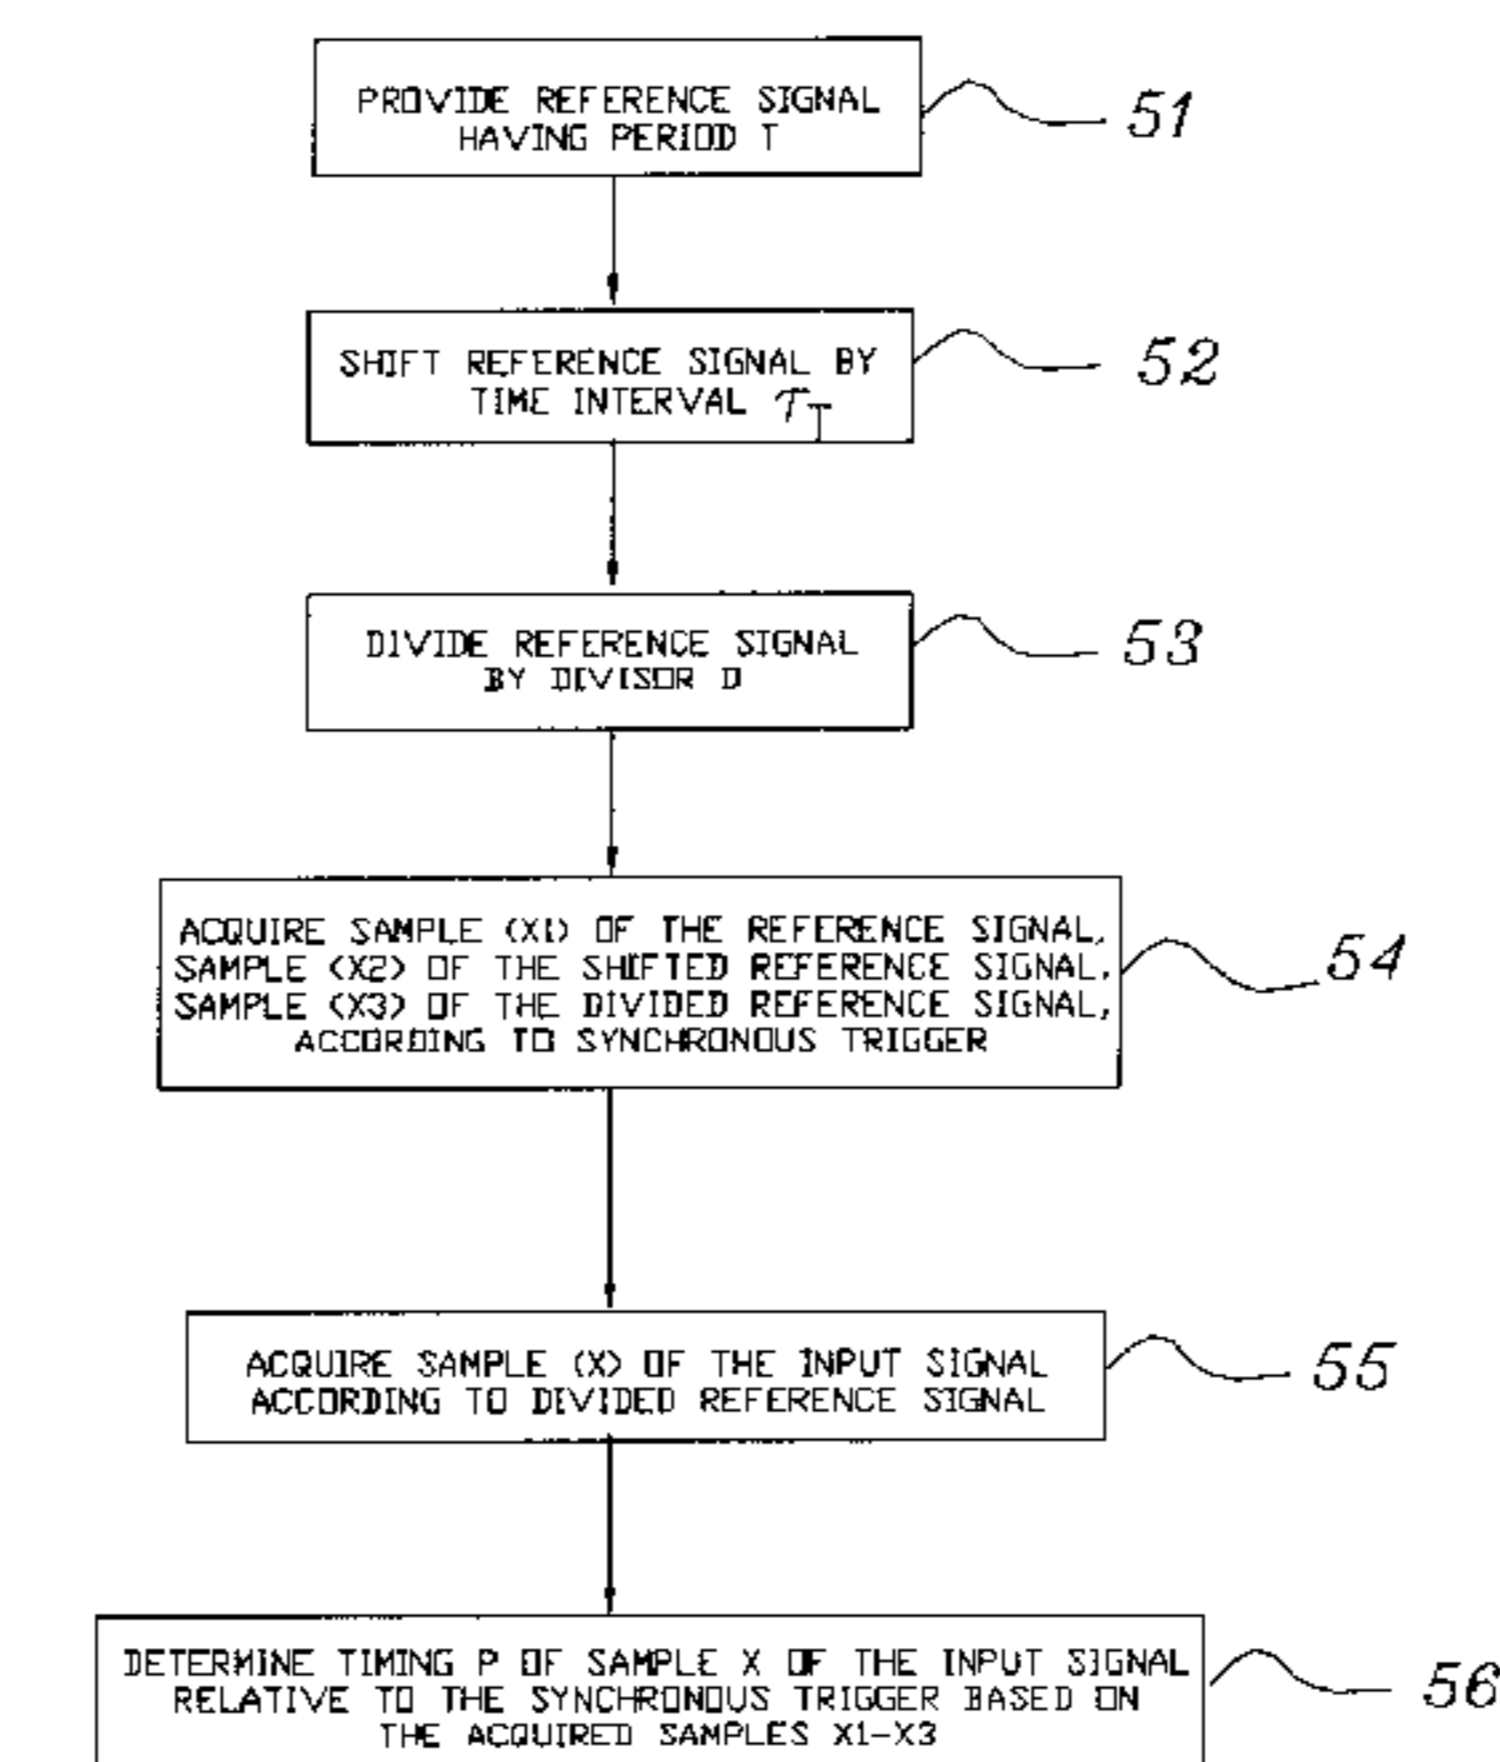 PROVIDE REFERENCE SIGNAL
HAVING PERIOD T
51
SHIFT REFERENCE SIGNAL BY
TIME INTERVAL τT
52
DIVIDE REFERENCE SIGNAL
BY DIVISOR D
53
ACQUIRE SAMPLE (X1) OF THE REFERENCE SIGNAL,
SAMPLE (X2) OF THE SHIFTED REFERENCE SIGNAL,
SAMPLE (X3) OF THE DIVIDED REFERENCE SIGNAL,
ACCORDING TO SYNCHRONOUS TRIGGER
54
ACQUIRE SAMPLE (X) OF THE INPUT SIGNAL
ACCORDING TO DIVIDED REFERENCE SIGNAL
55
DETERMINE TIMING P OF SAMPLE X OF THE INPUT SIGNAL
RELATIVE TO THE SYNCHRONOUS TRIGGER BASED ON
THE ACQUIRED SAMPLES X1-X3
56